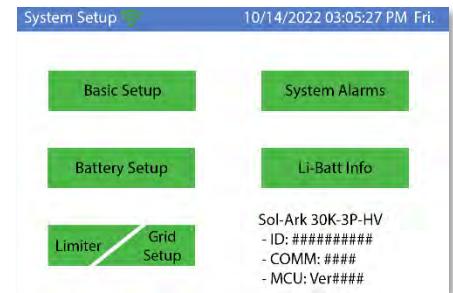 System Setup 10/14/2022 03:05:27 PM Fri.
Basic Setup System Alarms
Battery Setup Li-Batt Info
Limiter Grid Setup
Sol-Ark 30K-3P-HV
- ID: ##########
- COMM: ####
- MCU: Ver###